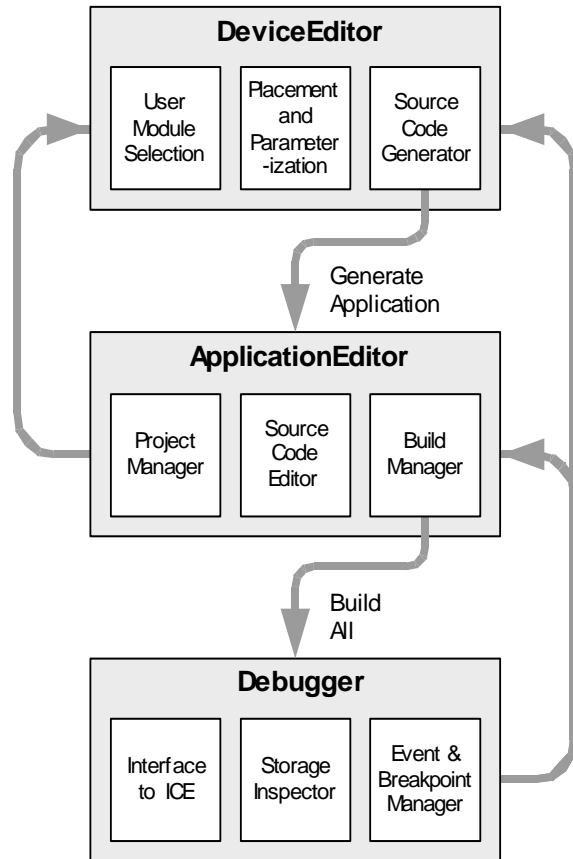 DeviceEditor
User
Module
Selection
Placement
and
Parameter
-ization
Source
Code
Generator
Generate
Application
ApplicationEditor
Project
Manager
Source
Code
Editor
Build
Manager
Build
All
Debugger
Interface
to ICE
Storage
Inspector
Event &
Breakpoint
Manager